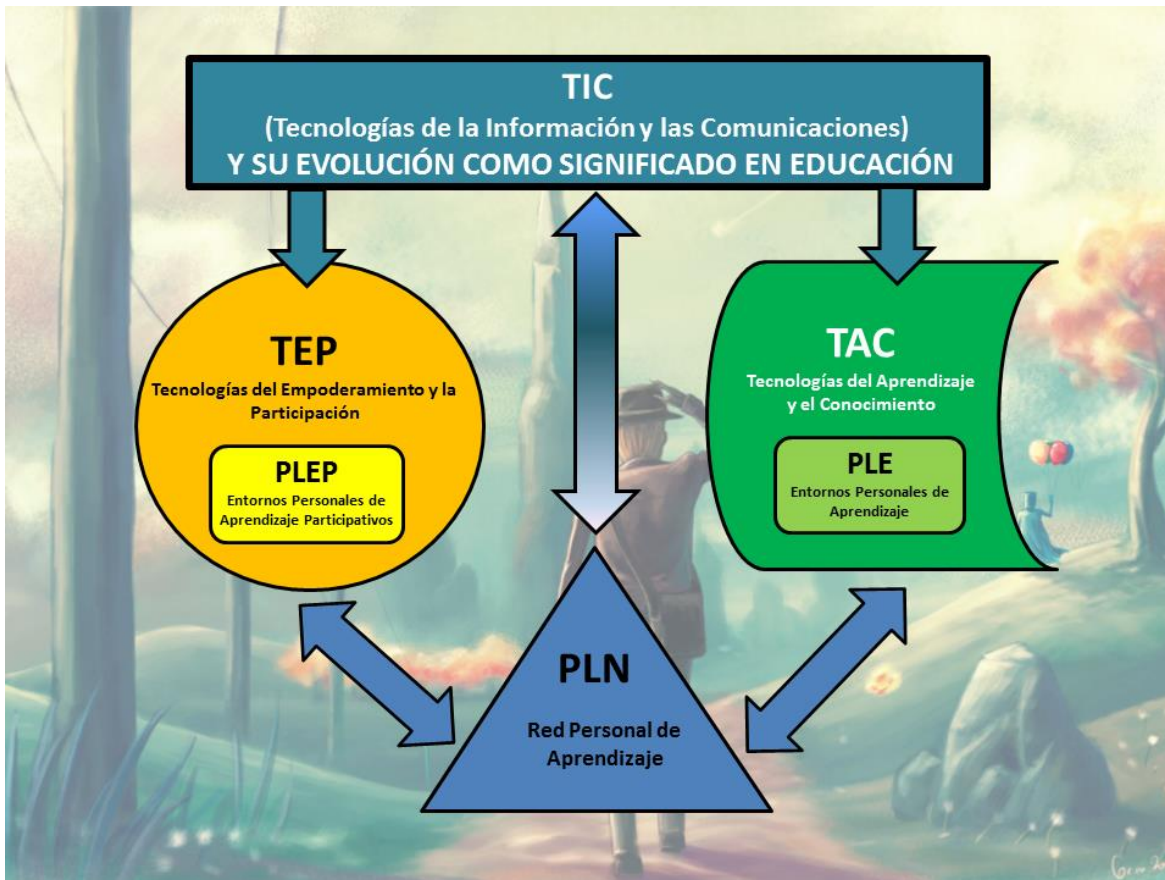 TIC
(Tecnologías de la Información y las Comunicaciones)
Y SU EVOLUCIÓN COMO SIGNIFICADO EN EDUCACIÓN
TEP
Tecnologías del Empoderamiento y la
Participación
PLEP
Entornos Personales de
Aprendizaje Participativos
TAC
Tecnologías del Aprendizaje
y el Conocimiento
PLE
Entornos Personales de
Aprendizaje
PLN
Red Personal de
Aprendizaje